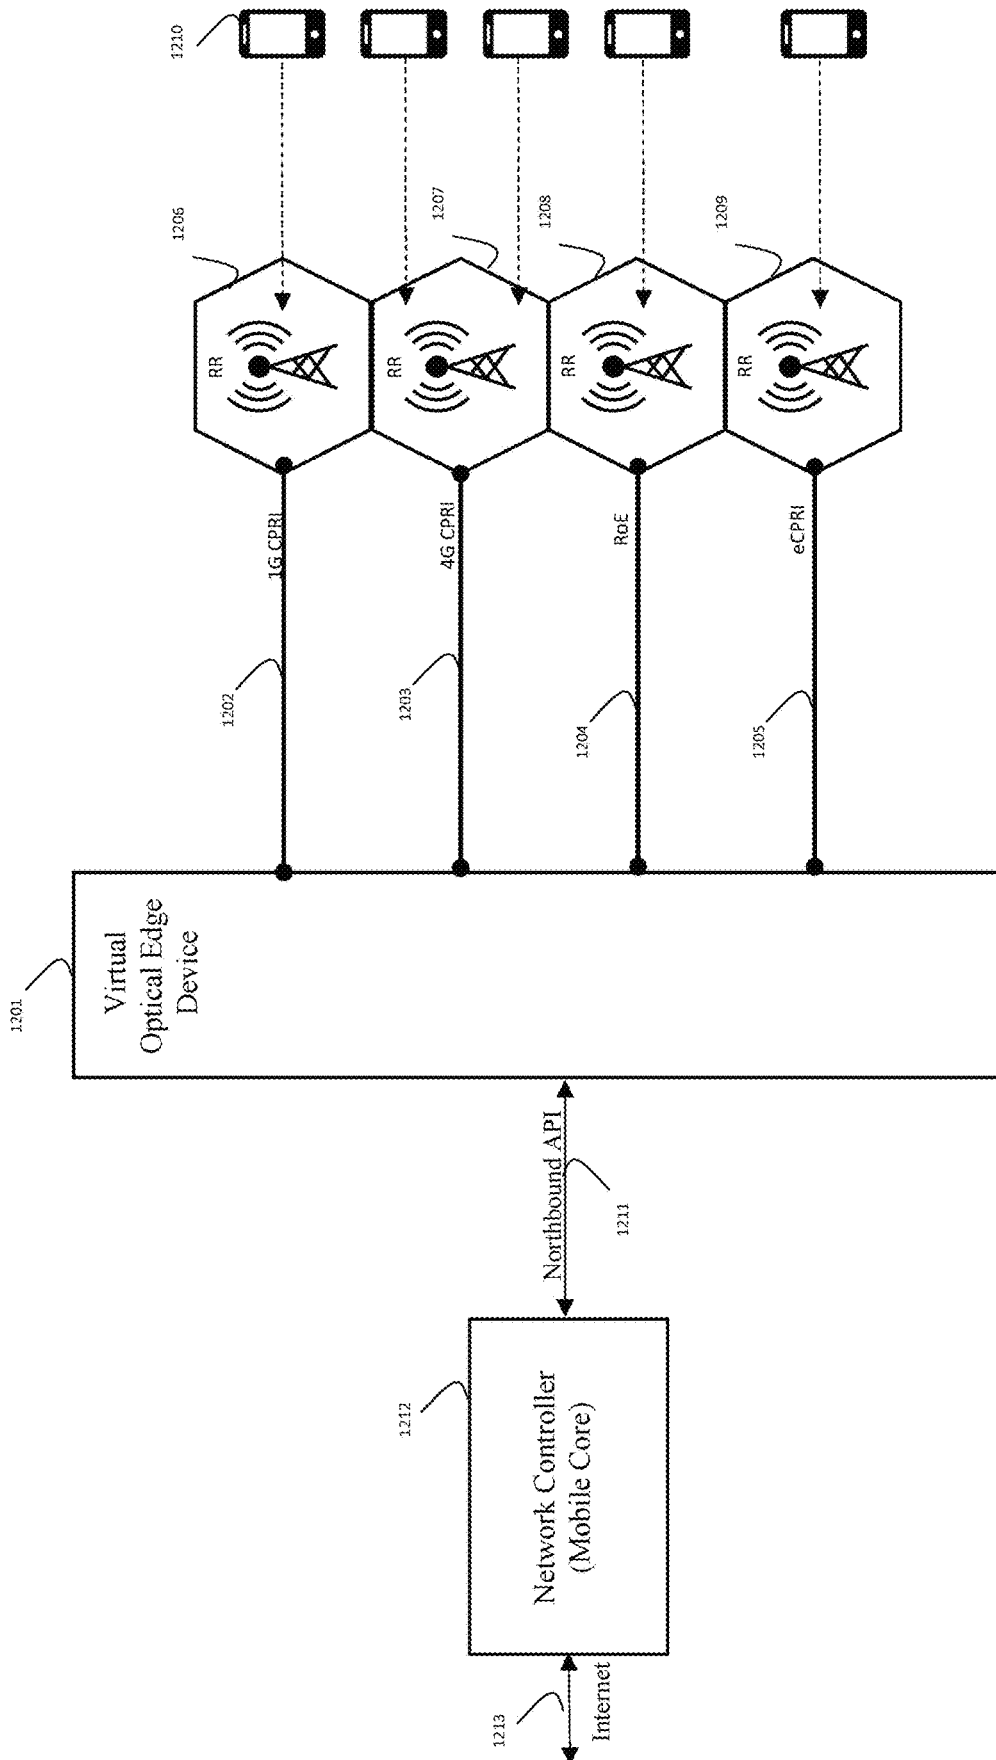 1210
1206
1207
1208
1209
RR
RR
RR
RR
1G CPRI
4G CPRI
RoE
eCPRI
1202
1203
1204
1205
1201
Virtual
Optical Edge
Device
Northbound API
1211
1212
Network Controller
(Mobile Core)
1213
Internet